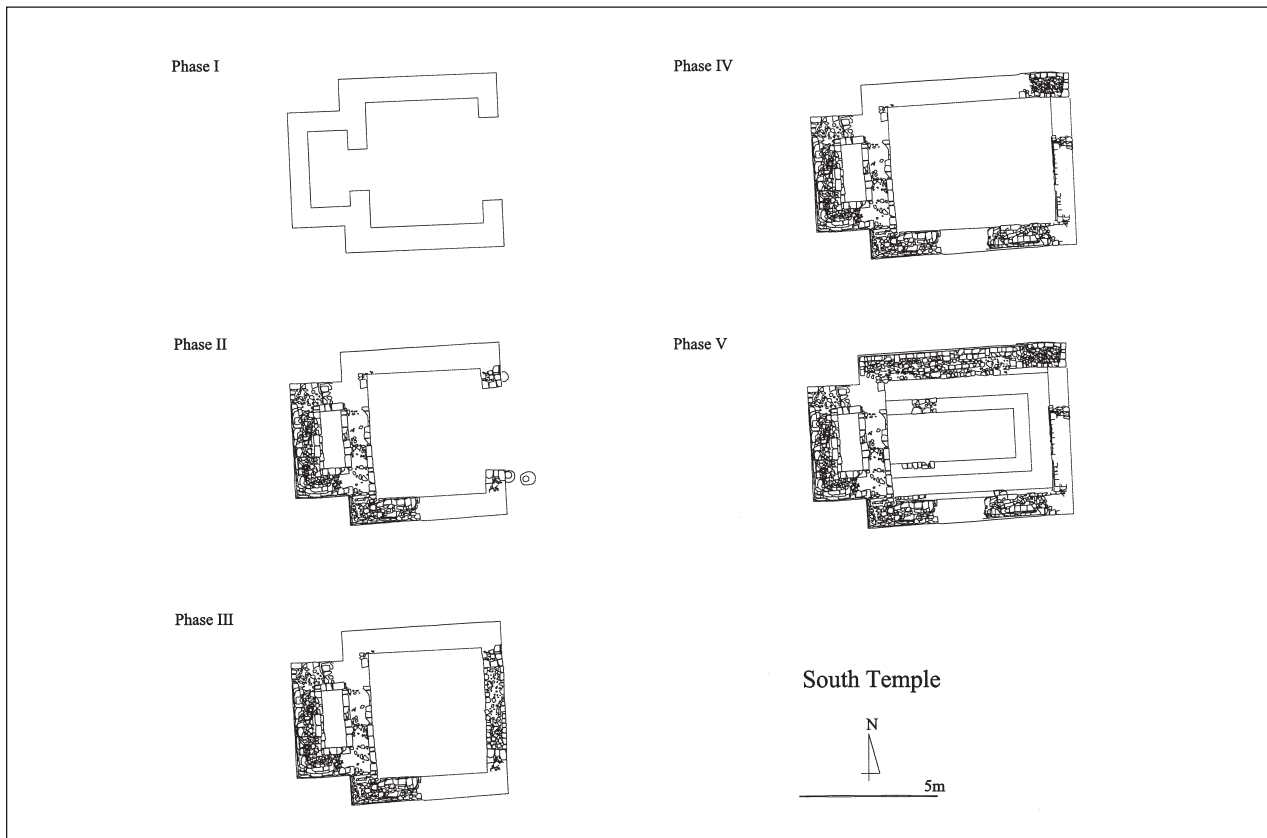 Phase I
Phase IV
Phase II
Phase V
Phase III
South Temple
N
5m